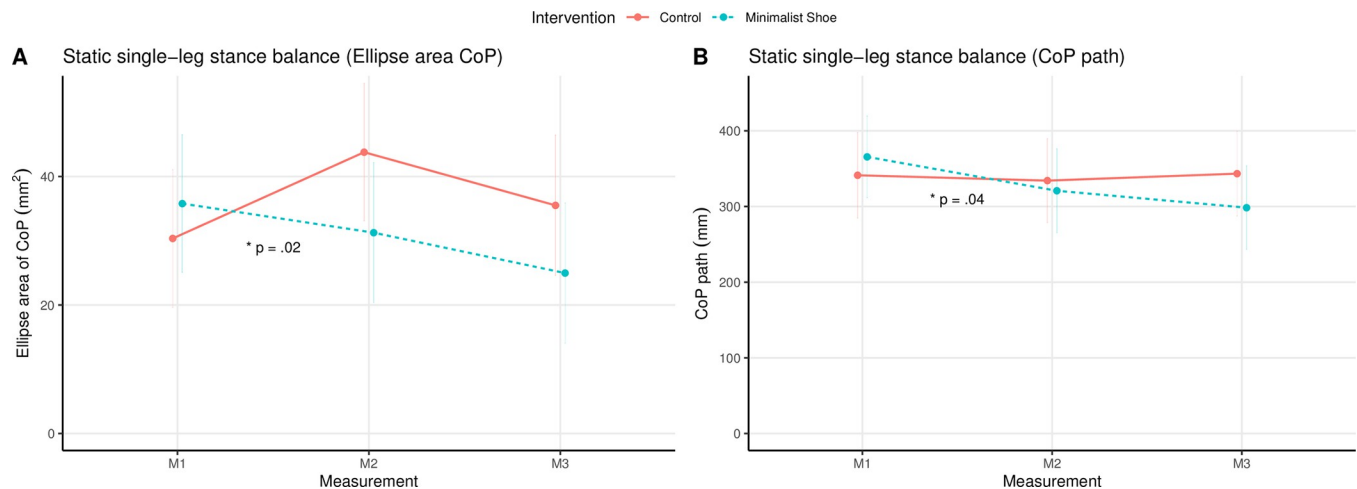 Intervention Control Minimalist Shoe
A Static single−leg stance balance (Ellipse area CoP)
Ellipse area of CoP (mm²)
40
20
0
* p = .02
M1 M2 M3
Measurement
B Static single−leg stance balance (CoP path)
CoP path (mm)
400
300
200
100
0
* p = .04
M1 M2 M3
Measurement